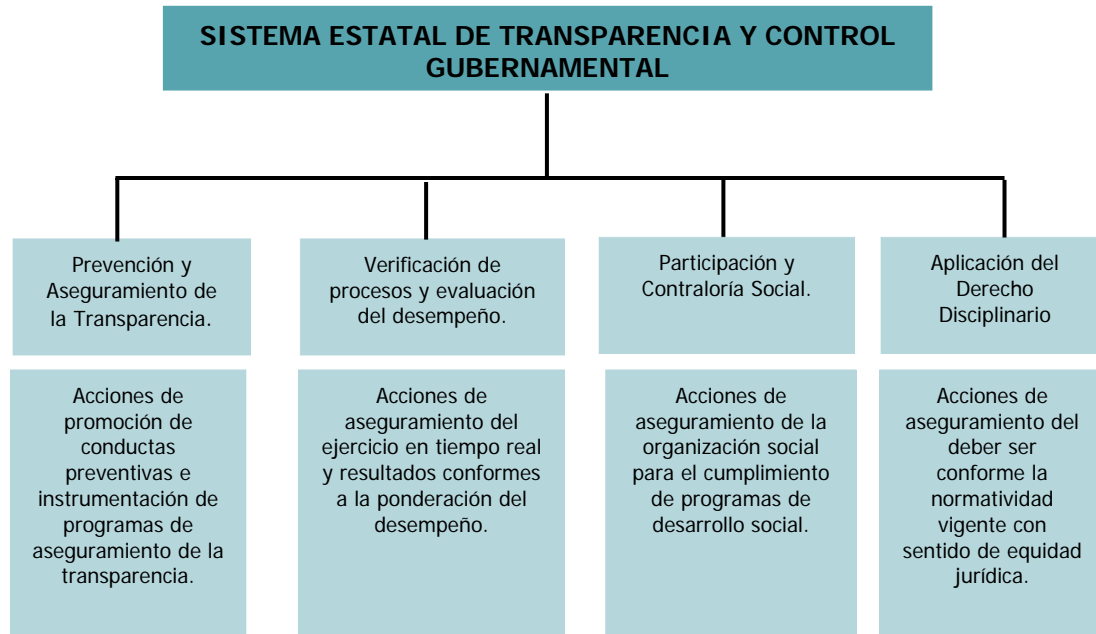 SISTEMA ESTATAL DE TRANSPARENCIA Y CONTROL
GUBERNAMENTAL
Prevención y
Aseguramiento de
la Transparencia.
Verificación de
procesos y evaluación
del desempeño.
Participación y
Contraloría Social.
Aplicación del
Derecho
Disciplinario
Acciones de
promoción de
conductas
preventivas e
instrumentación de
programas de
aseguramiento de la
transparencia.
Acciones de
aseguramiento del
ejercicio en tiempo real
y resultados conformes
a la ponderación del
desempeño.
Acciones de
aseguramiento de la
organización social
para el cumplimiento
de programas de
desarrollo social.
Acciones de
aseguramiento del
deber ser
conforme la
normatividad
vigente con
sentido de equidad
jurídica.